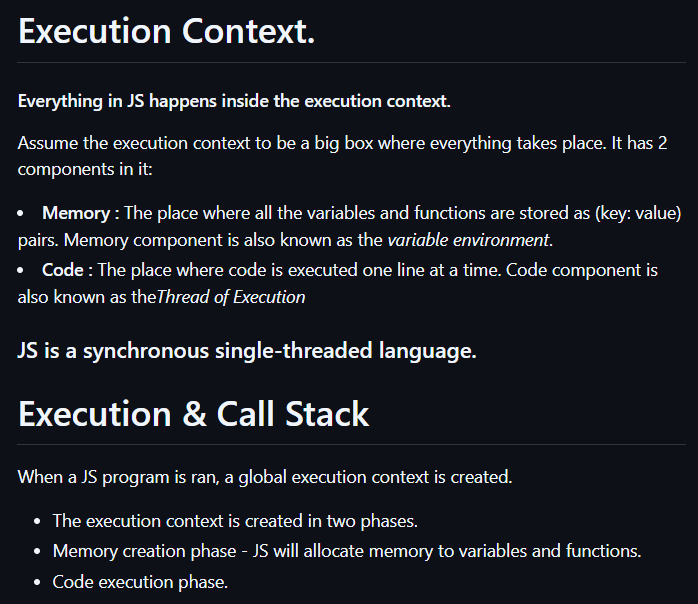 Execution Context.
Everything in JS happens inside the execution context.
Assume the execution context to be a big box where everything takes place. It has 2
components in it:
• Memory : The place where all the variables and functions are stored as (key: value)
pairs. Memory component is also known as the variable environment.
• Code : The place where code is executed one line at a time. Code component is
also known as theThread of Execution
JS is a synchronous single-threaded language.
Execution & Call Stack
When a JS program is ran, a global execution context is created.
• The execution context is created in two phases.
• Memory creation phase - JS will allocate memory to variables and functions.
• Code execution phase.